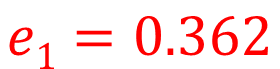 e₁ = 0.362